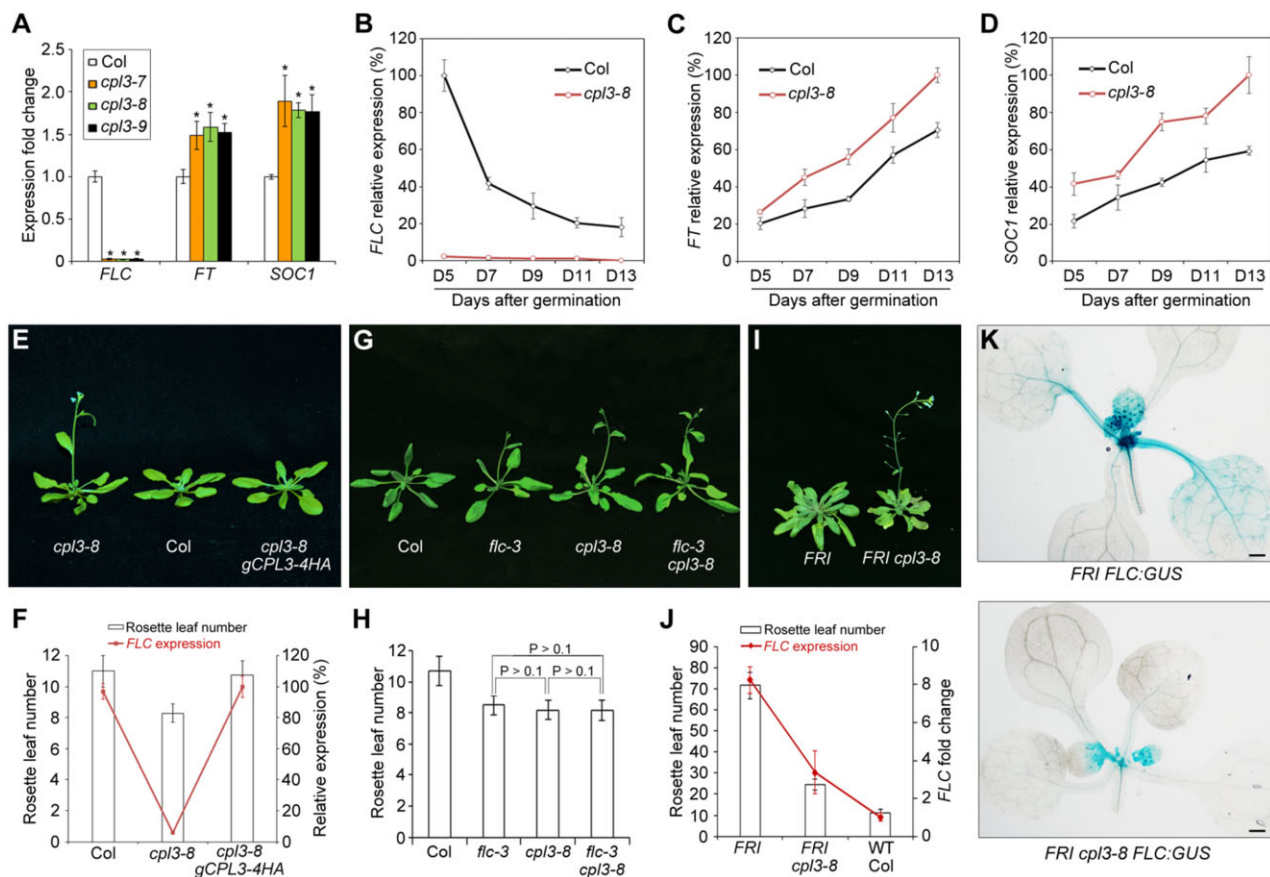 A
Expression fold change
2.5
2.0
1.5
1.0
0.5
0
Col
cpl3-7
cpl3-8
cpl3-9
* * *
* * *
* * *
FLC FT SOC1
B
FLC relative expression (%)
120
100
80
60
40
20
0
Col
cpl3-8
D5 D7 D9 D11 D13
Days after germination
C
FT relative expression (%)
120
100
80
60
40
20
0
Col
cpl3-8
D5 D7 D9 D11 D13
Days after germination
D
SOC1 relative expression (%)
120
100
80
60
40
20
0
Col
cpl3-8
D5 D7 D9 D11 D13
Days after germination
E
cpl3-8 Col cpl3-8
gCPL3-4HA
G
Col flc-3 cpl3-8 flc-3
cpl3-8
I
FRI FRI cpl3-8
K
FRI FLC:GUS
FRI cpl3-8 FLC:GUS
F
Rosette leaf number
FLC expression
Rosette leaf number
12
10
8
6
4
2
0
120
100
80
60
40
20
0
Relative expression (%)
Col cpl3-8 cpl3-8
gCPL3-4HA
H
Rosette leaf number
12
10
8
6
4
2
0
P > 0.1
P > 0.1 P > 0.1
Col flc-3 cpl3-8 flc-3
cpl3-8
J
Rosette leaf number
FLC expression
Rosette leaf number
90
80
70
60
50
40
30
20
10
0
10
8
6
4
2
0
FLC fold change
FRI FRI WT
cpl3-8 Col